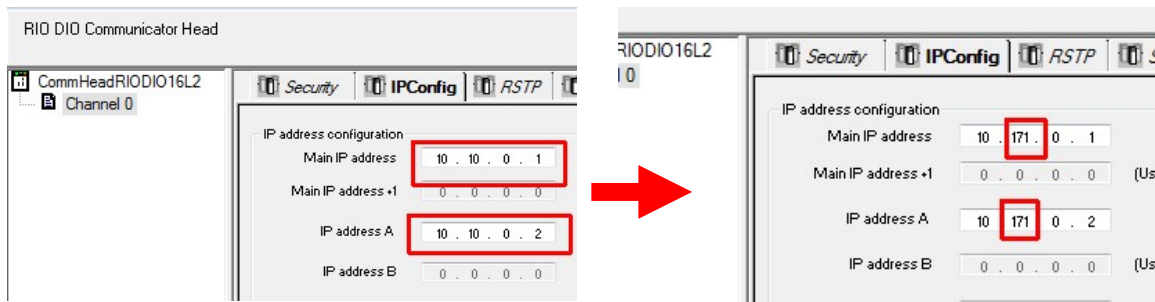 RIO DIO Communicator Head
CommHeadRIODIO16L2
Channel 0
Security IPConfig RSTP
IP address configuration
Main IP address 10 . 10 . 0 . 1
Main IP address +1 0 . 0 . 0 . 0
IP address A 10 . 10 . 0 . 2
IP address B 0 . 0 . 0 . 0
RIODIO16L2
l 0
Security IPConfig RSTP S
IP address configuration
Main IP address 10 . 171 . 0 . 1
Main IP address +1 0 . 0 . 0 . 0 (Us
IP address A 10 171 0 . 2
IP address B 0 . 0 . 0 . 0 (Us